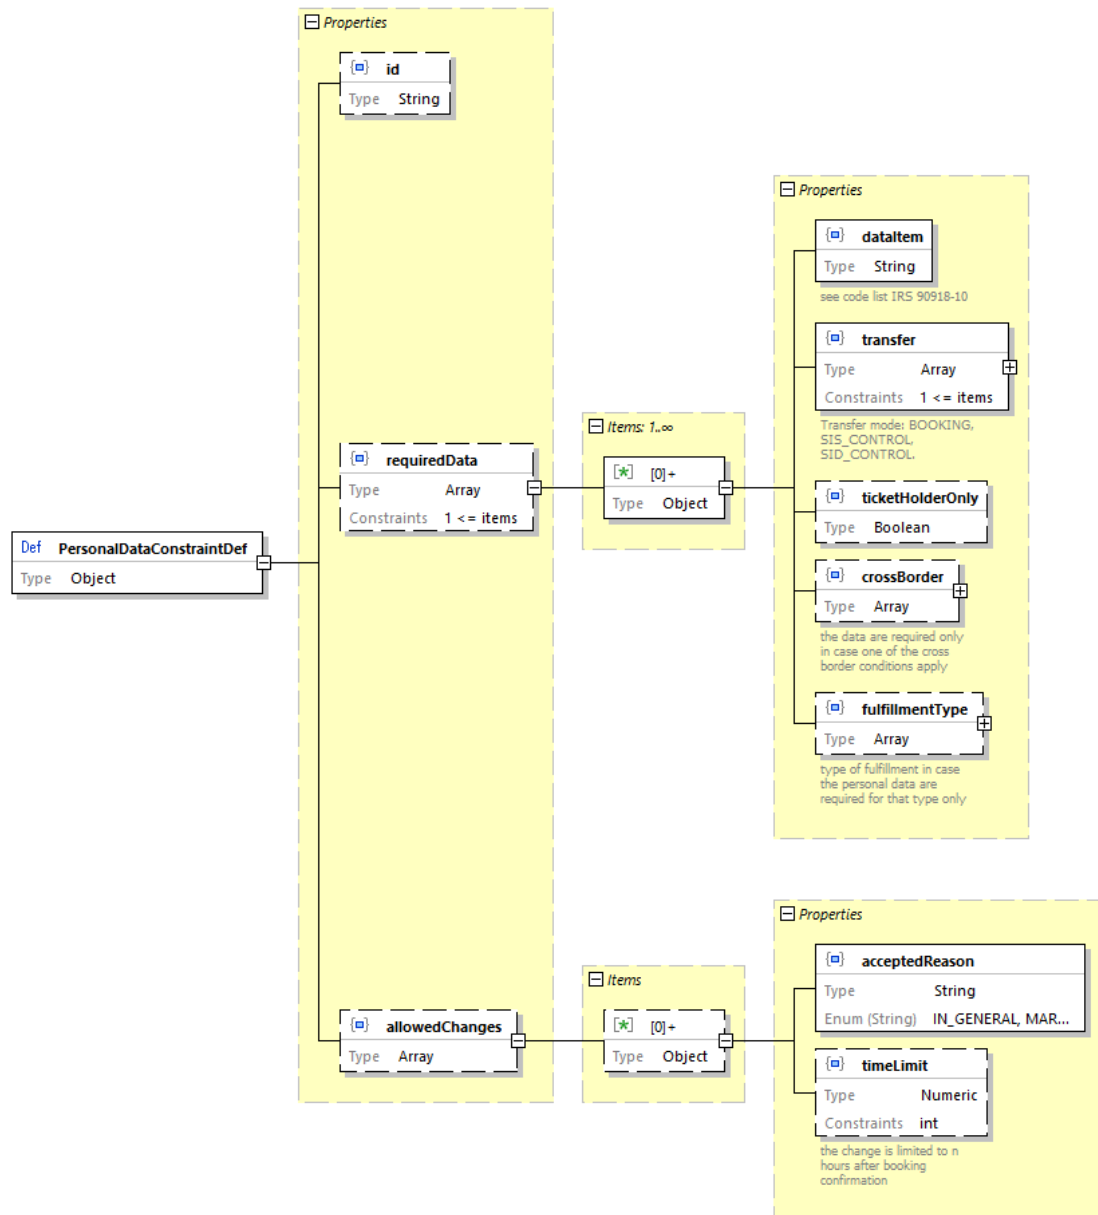 Properties
id
Type String
Properties
dataItem
Type String
see code list IRS 90918-10
transfer
Type Array
Constraints 1 <= items
Transfer mode: BOOKING,
SIS_CONTROL,
SID_CONTROL.
Items: 1..∞
requiredData
Type Array
Constraints 1 <= items
[0]+
Type Object
ticketHolderOnly
Type Boolean
Def PersonalDataConstraintDef
Type Object
crossBorder
Type Array
the data are required only
in case one of the cross
border conditions apply
fulfillmentType
Type Array
type of fulfillment in case
the personal data are
required for that type only
Properties
acceptedReason
Type String
Enum (String) IN_GENERAL, MAR...
Items
allowedChanges
Type Array
[0]+
Type Object
timeLimit
Type Numeric
Constraints int
the change is limited to n
hours after booking
confirmation